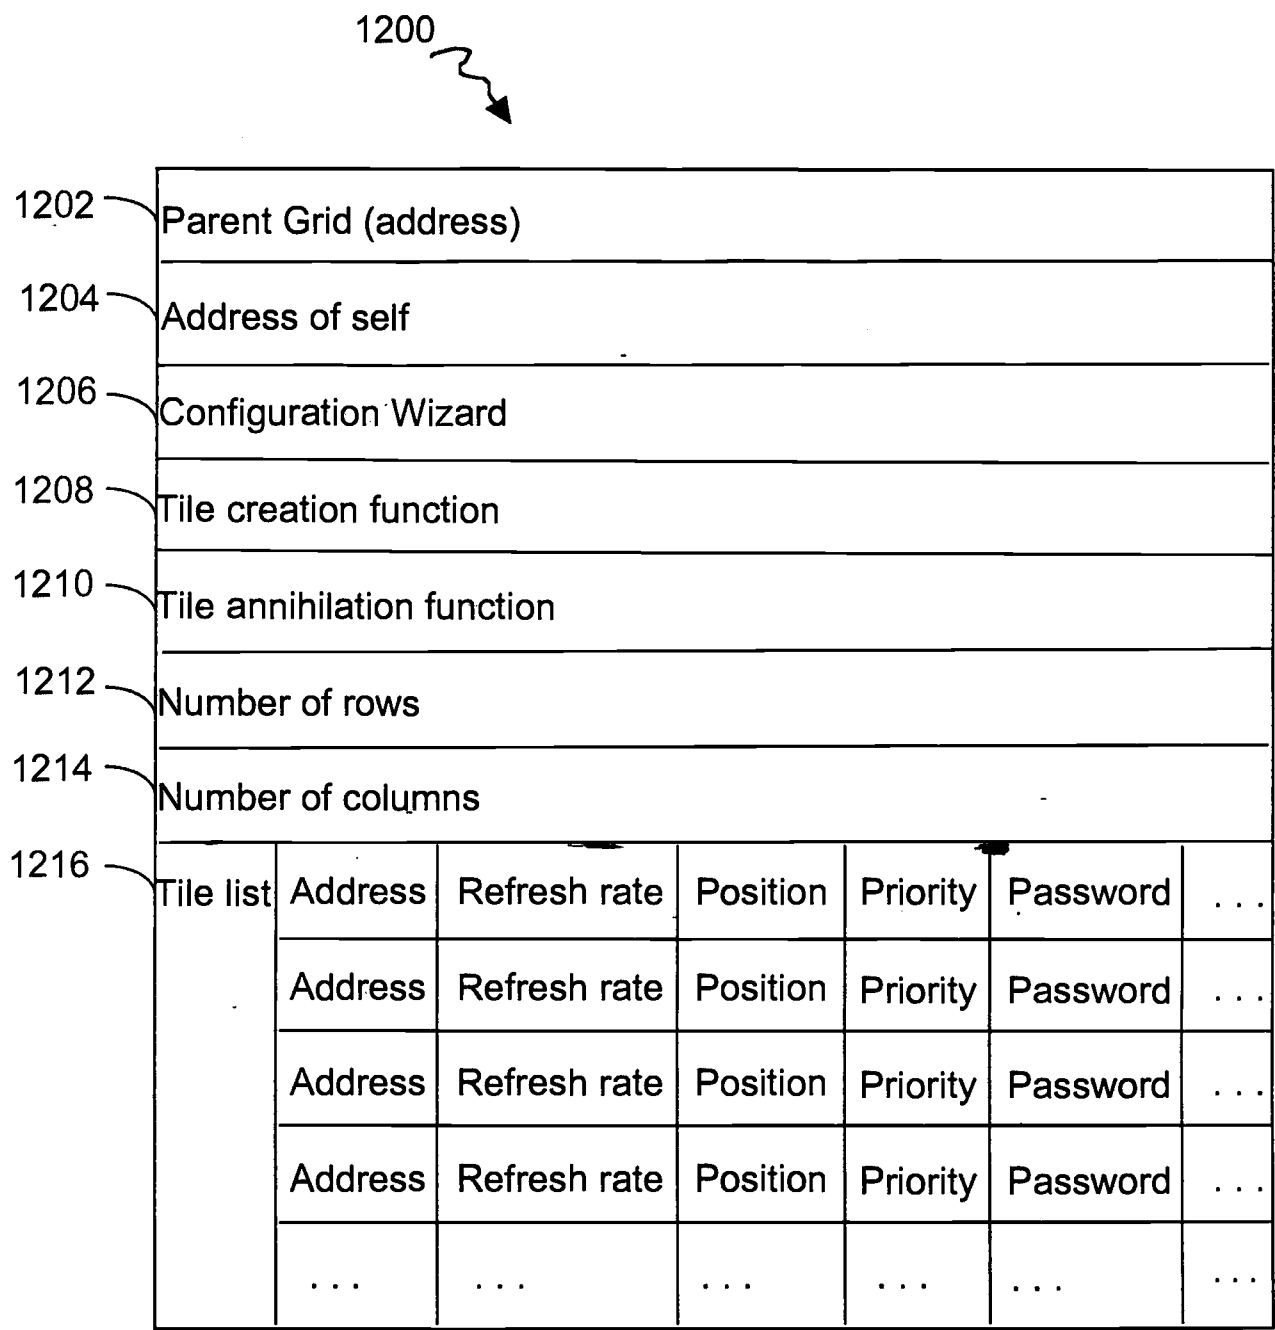 1200
1202 Parent Grid (address)
1204 Address of self
1206 Configuration Wizard
1208 Tile creation function
1210 Tile annihilation function
1212 Number of rows
1214 Number of columns
1216 Tile list Address Refresh rate Position Priority Password ...
Address Refresh rate Position Priority Password ...
Address Refresh rate Position Priority Password ...
Address Refresh rate Position Priority Password ...
... ... ... ... ... ...